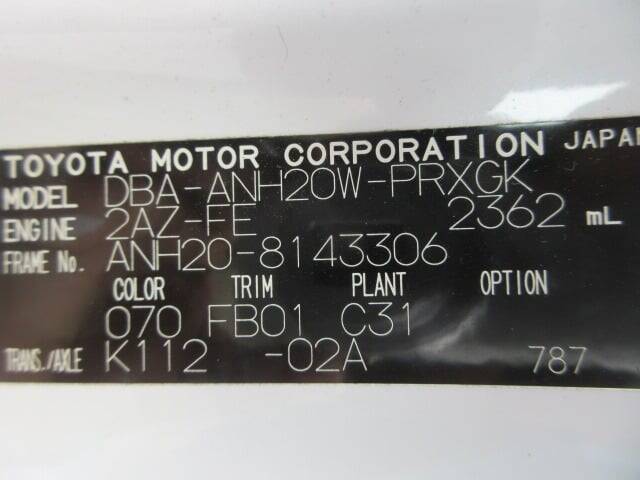 TOYOTA MOTOR CORPORATION JAPAN
MODEL DBA-ANH20W-PRXGK
ENGINE 2AZ-FE 2362 mL
FRAME No. ANH20-8143306
COLOR TRIM PLANT OPTION
070 FB01 C31
TRANS./AXLE K112 -02A 787